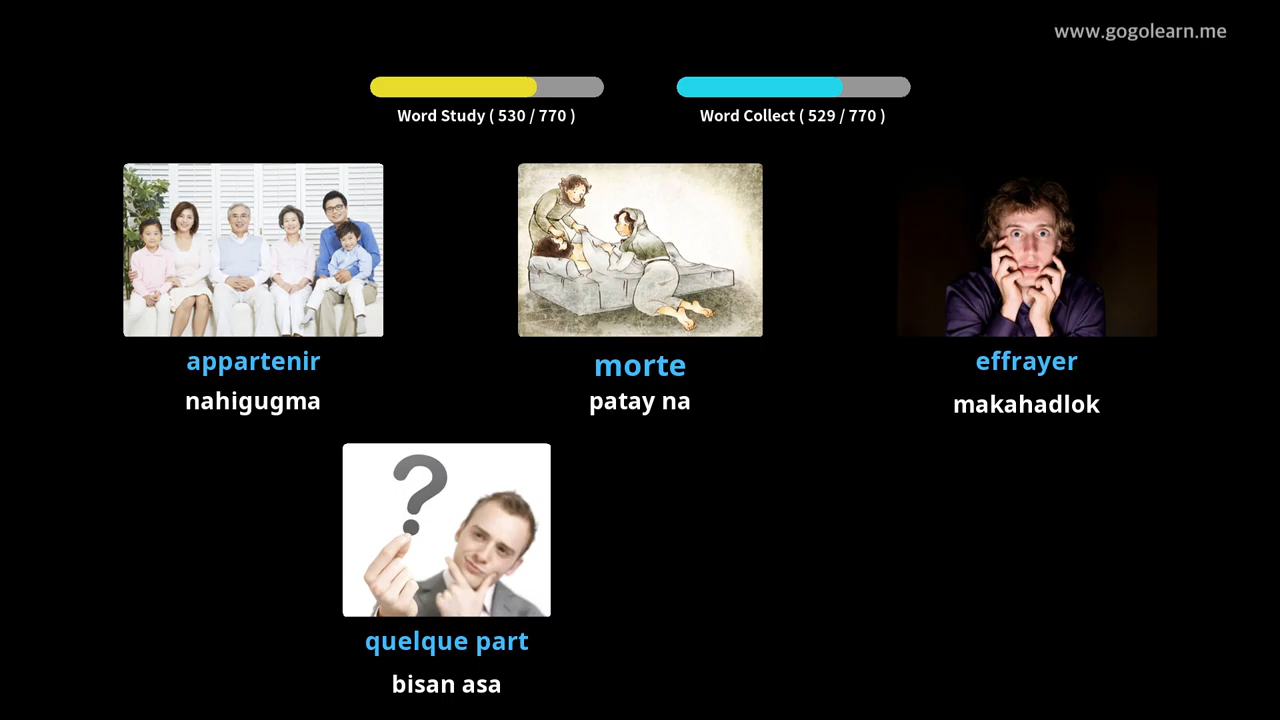 www.gogolearn.me
Word Study ( 530 / 770 )
Word Collect ( 529 / 770 )
appartenir
nahigugma
morte
patay na
effrayer
makahadlok
?
quelque part
bisan asa